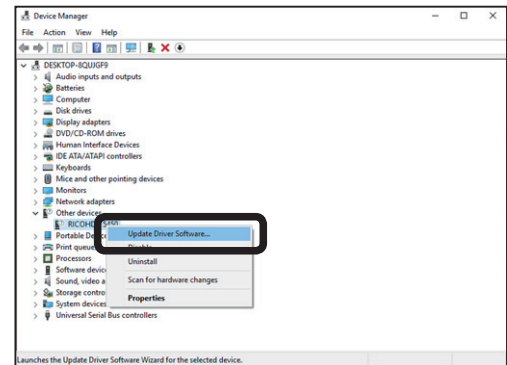 Device Manager
File Action View Help
DESKTOP-8QUJGF9
Audio inputs and outputs
Batteries
Computer
Disk drives
Display adapters
DVD/CD-ROM drives
Human Interface Devices
IDE ATA/ATAPI controllers
Keyboards
Mice and other pointing devices
Monitors
Network adapters
Other devices
RICOHD
Update Driver Software...
Portable De
Disable
Print queue
Uninstall
Processors
Software device
Scan for hardware changes
Sound, video a
Storage contro
Properties
System devices
Universal Serial Bus controllers
Launches the Update Driver Software Wizard for the selected device.